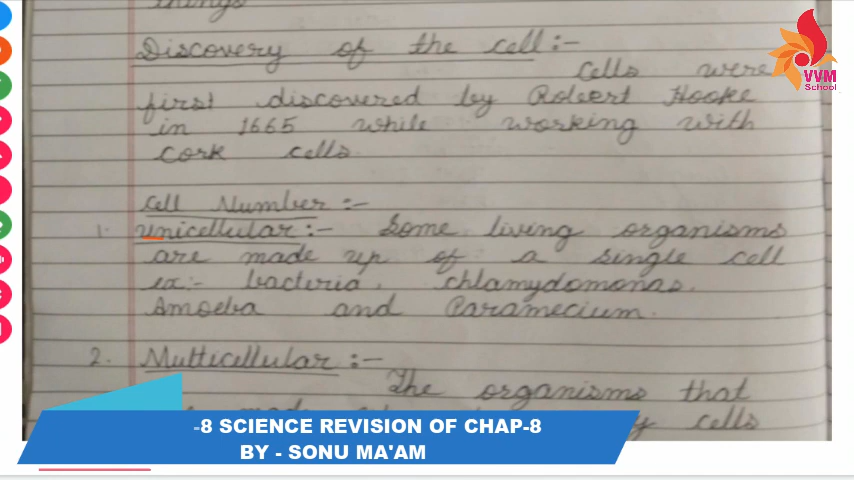 things
Discovery of the cell :-
Cells were
first discovered by Robert Hooke
in 1665 while working with
cork cells.
Cell Number :-
1. Unicellular :- Some living organisms
are made up of a single cell
ex:- bacteria, chlamydomonas.
Amoeba and Paramecium.
2. Multicellular :-
The organisms that
made cells
VVM
School
-8 SCIENCE REVISION OF CHAP-8
BY - SONU MA'AM